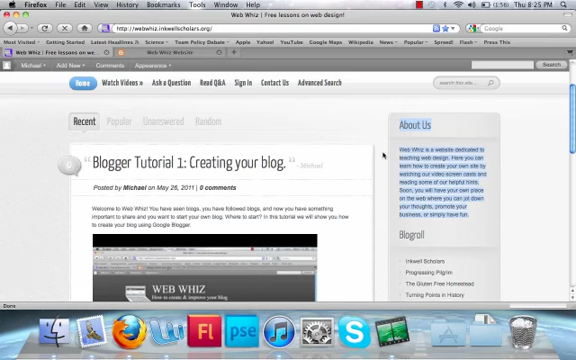 Firefox File Edit View History Bookmarks Tools Window Help
(1:56) Thu 8:25 PM
Web Whiz | Free lessons on web design!
http://webwhiz.inkwellscholars.org/
Most Visited Getting Started Latest Headlines Science Team Policy Debate Apple Yahoo! YouTube Google Maps Wikipedia News Popular Spread Flash Press This
Web Whiz | Free lessons on we...
Web Whiz Website
Michael Add New Comments Appearance
Search
Home Watch Videos » Ask a Question Read Q&A Sign In Contact Us Advanced Search
search this site...
Recent Popular Unanswered Random
0
“ Blogger Tutorial 1: Creating your blog. ” - Michael
Posted by Michael on May 26, 2011 | 0 comments
Welcome to Web Whiz! You have seen blogs, you have followed blogs, and now you have something
important to share and you want to start your own blog. Where to start? In this tutorial we will show you how
to create your blog using Google Blogger.
WEB WHIZ
How to create & improve your blog.
About Us
Web Whiz is a website dedicated to
teaching web design. Here you can
learn how to create your own site by
watching our video screen casts and
reading some of our helpful hints.
Soon, you will have your own place
on the web where you can jot down
your thoughts, promote your
business, or simply have fun.
Blogroll
Inkwell Scholars
Progressing Pilgrim
The Gluten Free Homestead
Turning Points in History
Done
Fl
pse